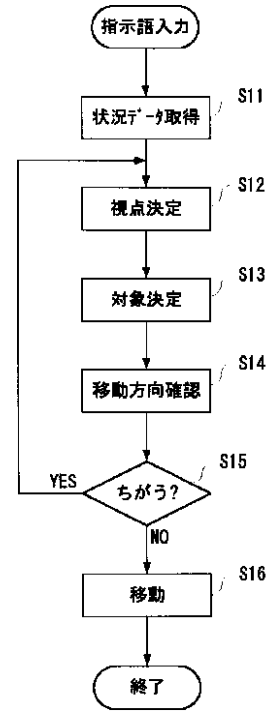 指示語入力
S11
状況データ取得
S12
視点決定
S13
対象決定
S14
移動方向確認
S15
ちがう?
YES
NO
S16
移動
終了